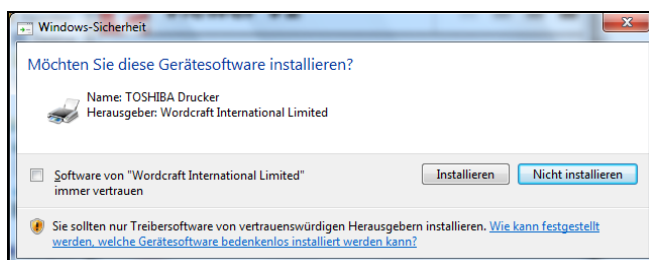 Windows-Sicherheit
Möchten Sie diese Gerätesoftware installieren?
Name: TOSHIBA Drucker
Herausgeber: Wordcraft International Limited
Software von "Wordcraft International Limited"
immer vertrauen
Installieren
Nicht installieren
Sie sollten nur Treibersoftware von vertrauenswürdigen Herausgebern installieren. Wie kann festgestellt
werden, welche Gerätesoftware bedenkenlos installiert werden kann?